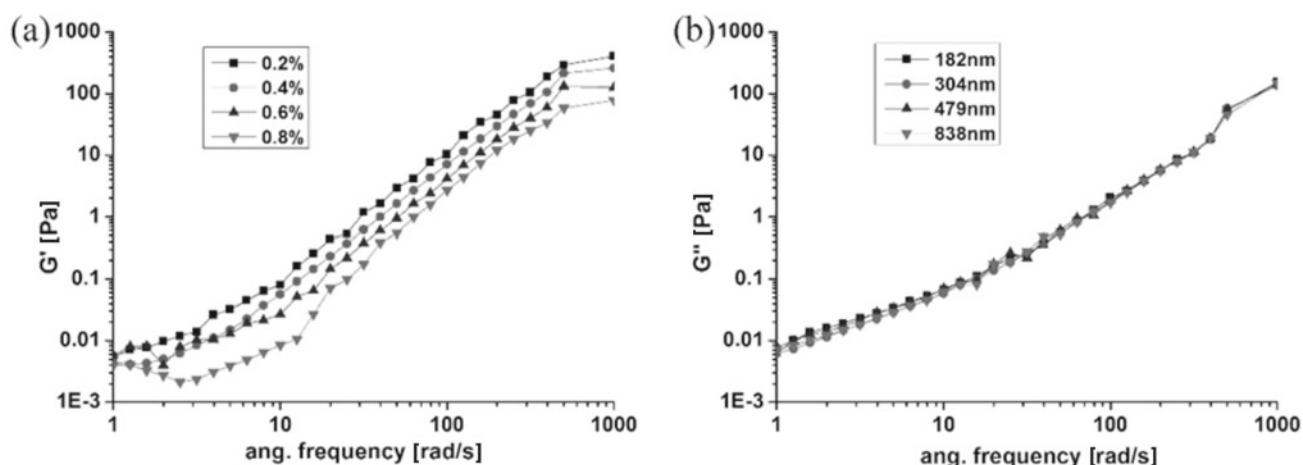 (a)
1000
100
10
1
0.1
0.01
1E-3
G' [Pa]
0.2%
0.4%
0.6%
0.8%
1 10 100 1000
ang. frequency [rad/s]
(b)
1000
100
10
1
0.1
0.01
1E-3
G'' [Pa]
182nm
304nm
479nm
838nm
1 10 100 1000
ang. frequency [rad/s]